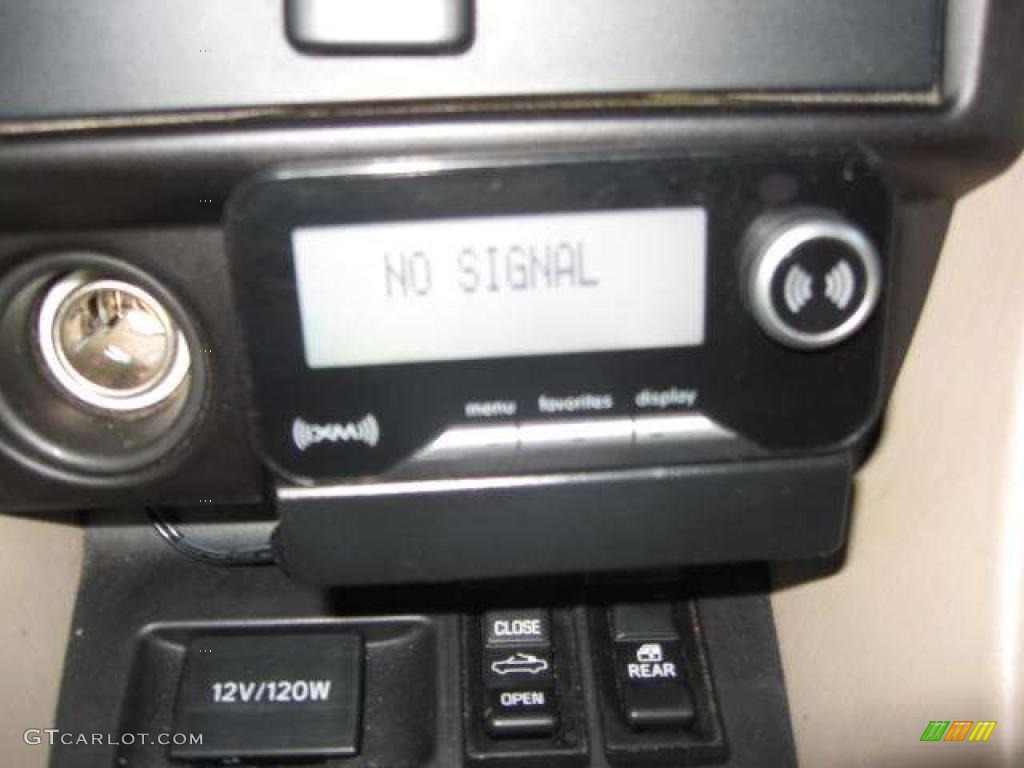 NO SIGNAL
menu favorites display
XM
CLOSE
OPEN
REAR
12V/120W
GTCARLOT.COM